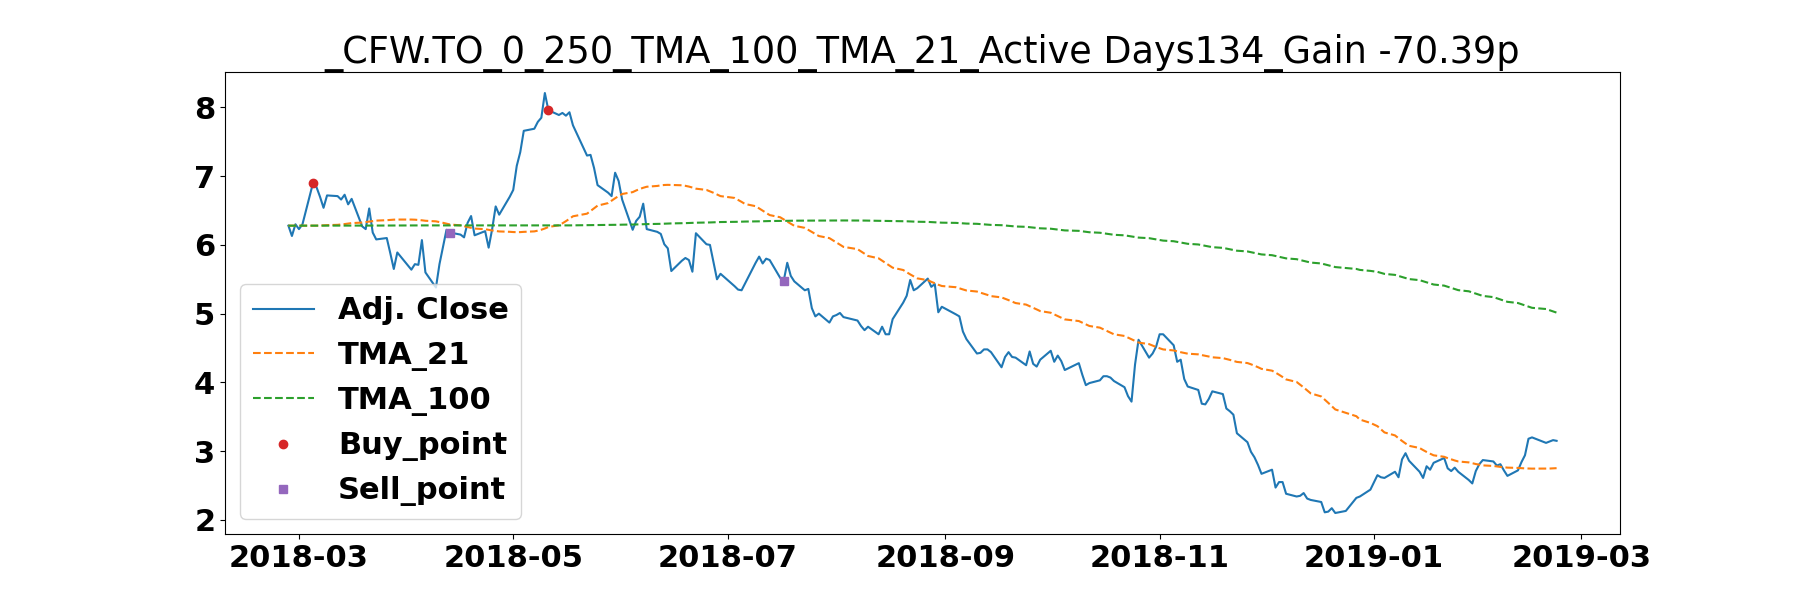 _CFW.TO_0_250_TMA_100_TMA_21_Active Days134_Gain -70.39p
8
7
6
5
4
3
2
Adj. Close
TMA_21
TMA_100
Buy_point
Sell_point
2018-03 2018-05 2018-07 2018-09 2018-11 2019-01 2019-03